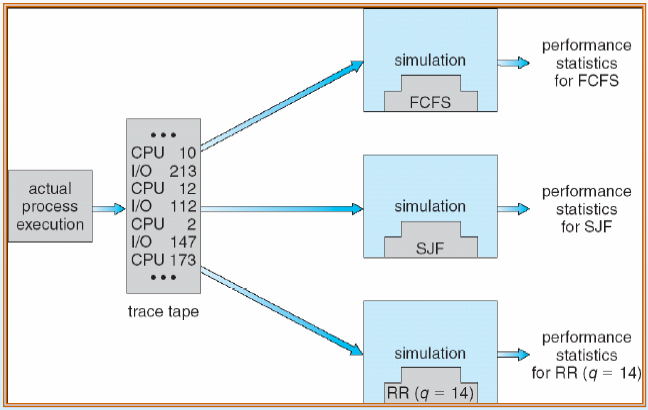 actual
process
execution
• • •
CPU 10
I/O 213
CPU 12
I/O 112
CPU 2
I/O 147
CPU 173
• • •
trace tape
simulation
FCFS
performance
statistics
for FCFS
simulation
SJF
performance
statistics
for SJF
simulation
RR (q = 14)
performance
statistics
for RR (q = 14)